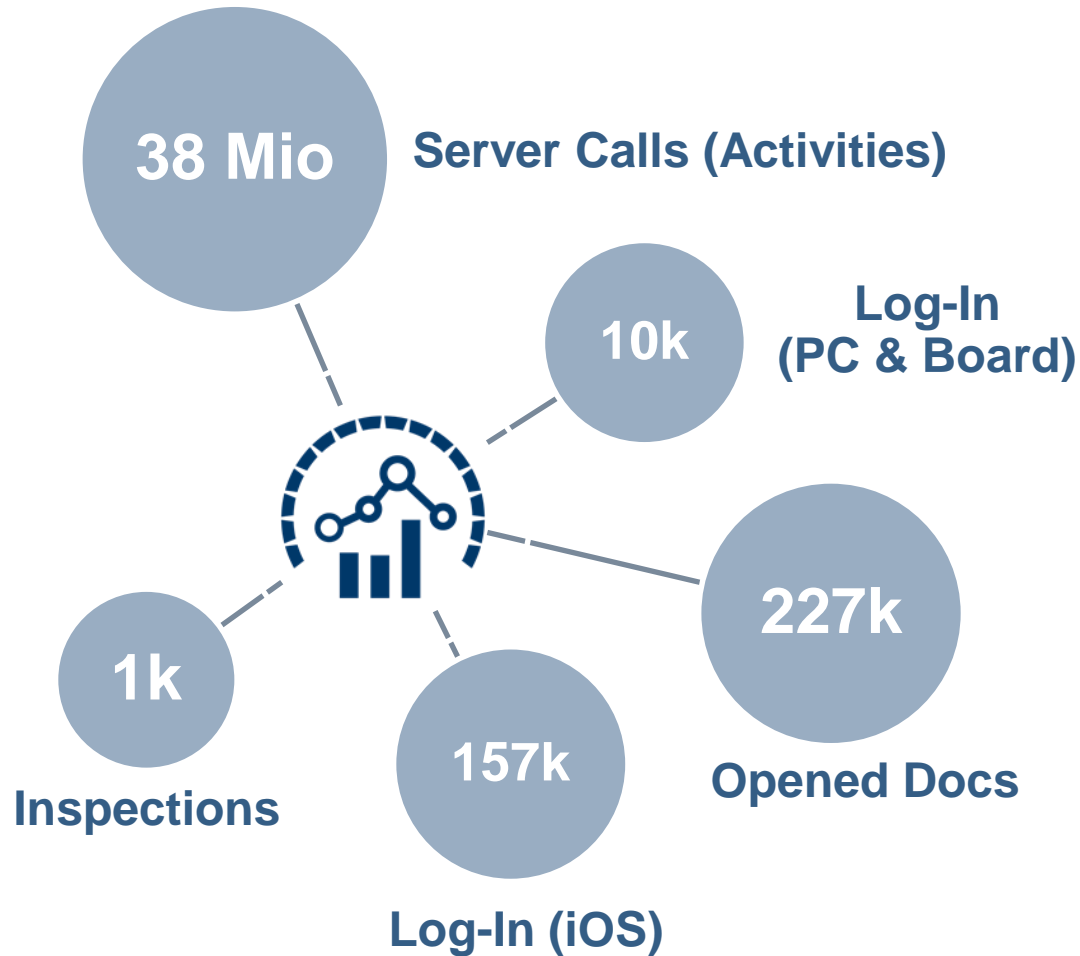 38 Mio
Server Calls (Activities)
10k
Log-In
(PC & Board)
227k
Opened Docs
1k
Inspections
157k
Log-In (iOS)